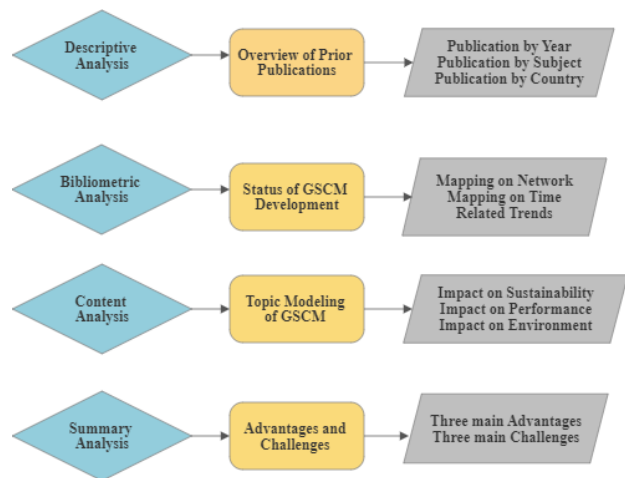 Descriptive
Analysis
Overview of Prior
Publications
Publication by Year
Publication by Subject
Publication by Country
Bibliometric
Analysis
Status of GSCM
Development
Mapping on Network
Mapping on Time
Related Trends
Content
Analysis
Topic Modeling
of GSCM
Impact on Sustainability
Impact on Performance
Impact on Environment
Summary
Analysis
Advantages and
Challenges
Three main Advantages
Three main Challenges